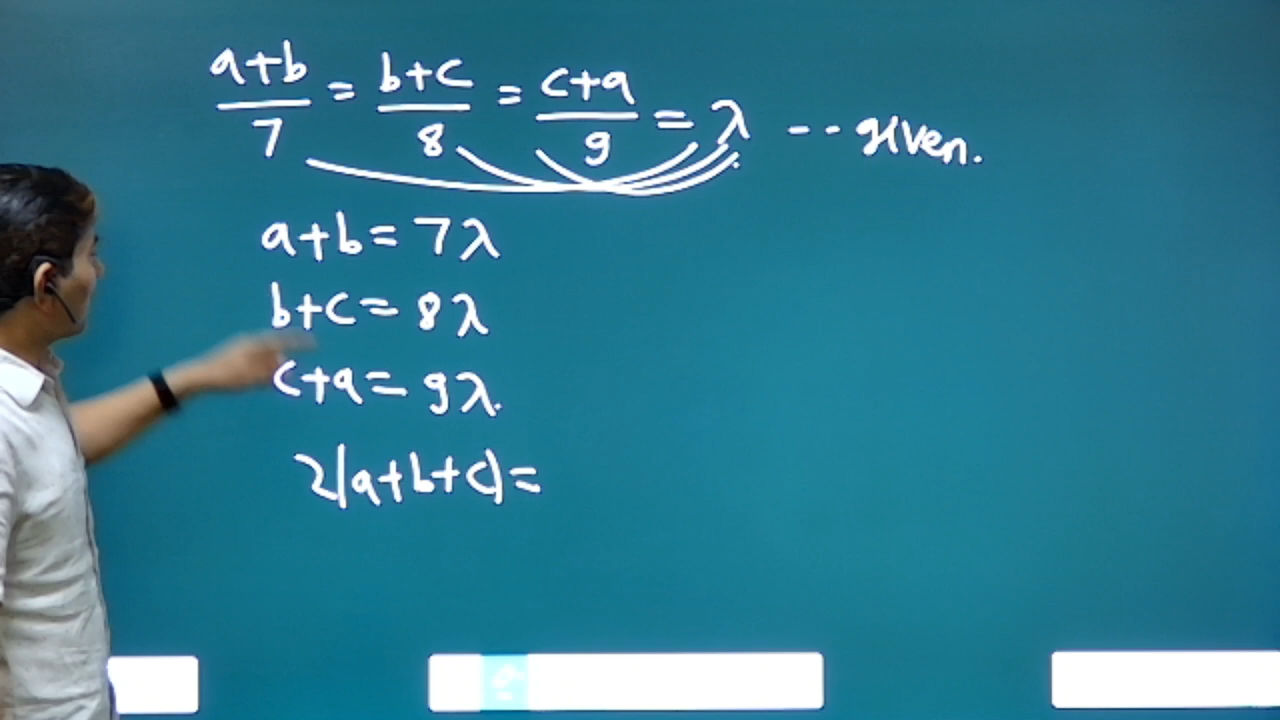 a+b/7 = b+c/8 = c+a/9 = λ -- given.
a+b = 7λ
b+c = 8λ
c+a = 9λ.
2(a+b+c) =